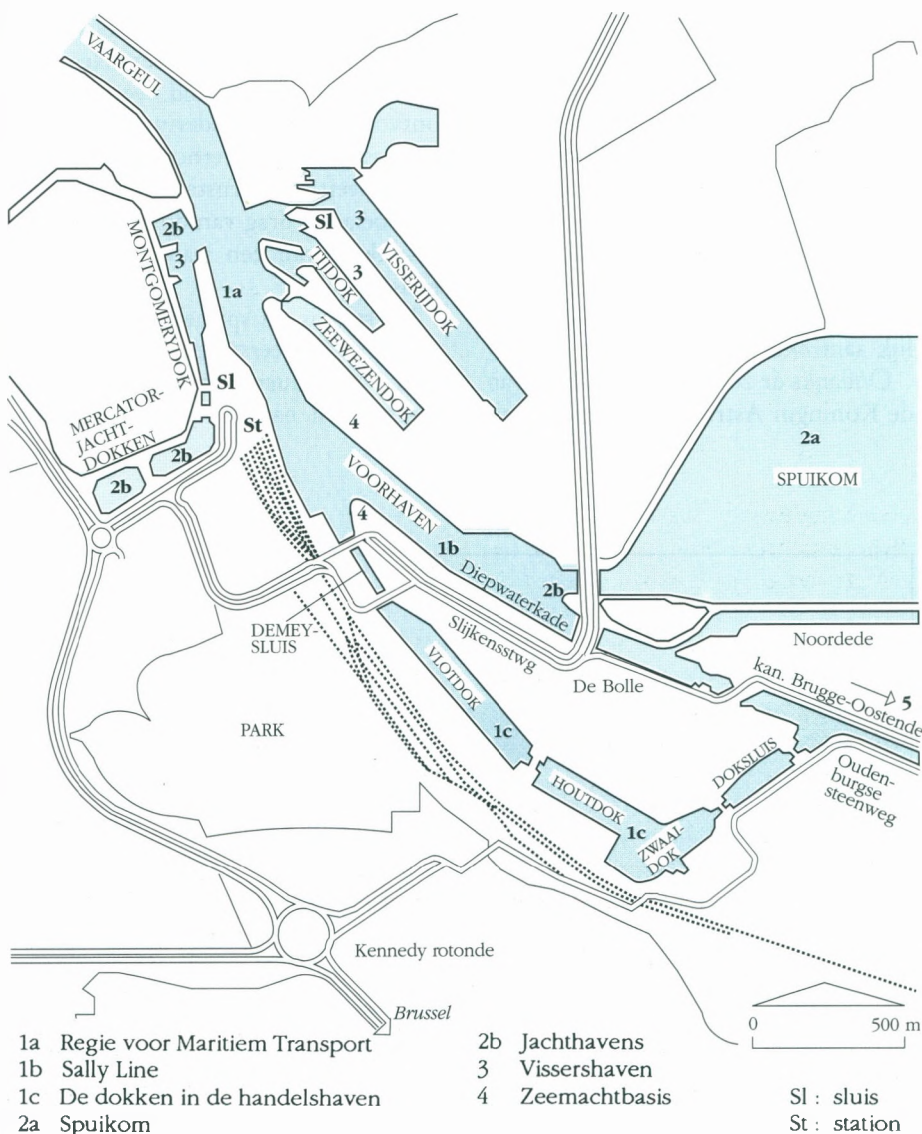 VAARGEUL
2b
3
MONTGOMERYDOK
1a
Sl
3
TIJDOK
3
VISSERIJDOK
ZEEWEZENDOK
Sl
St
4
MERCATOR-
JACHT-
DOKKEN
2b
2b
2a
SPUIKOM
VOORHAVEN
4
1b
Diepwaterkade
2b
DEMEY-
SLUIS
Slijkensstwg
De Bolle
Noordede
kan. Brugge-Oostende
5
VLOTDOK
1c
PARK
HOUTDOK
1c
ZWAAI-
DOK
DOKSLUIS
Ouden-
burgse
steenweg
Kennedy rotonde
Brussel
0 500 m
1a Regie voor Maritiem Transport
1b Sally Line
1c De dokken in de handelshaven
2a Spuikom
2b Jachthavens
3 Vissershaven
4 Zeemachtbasis
Sl : sluis
St : station